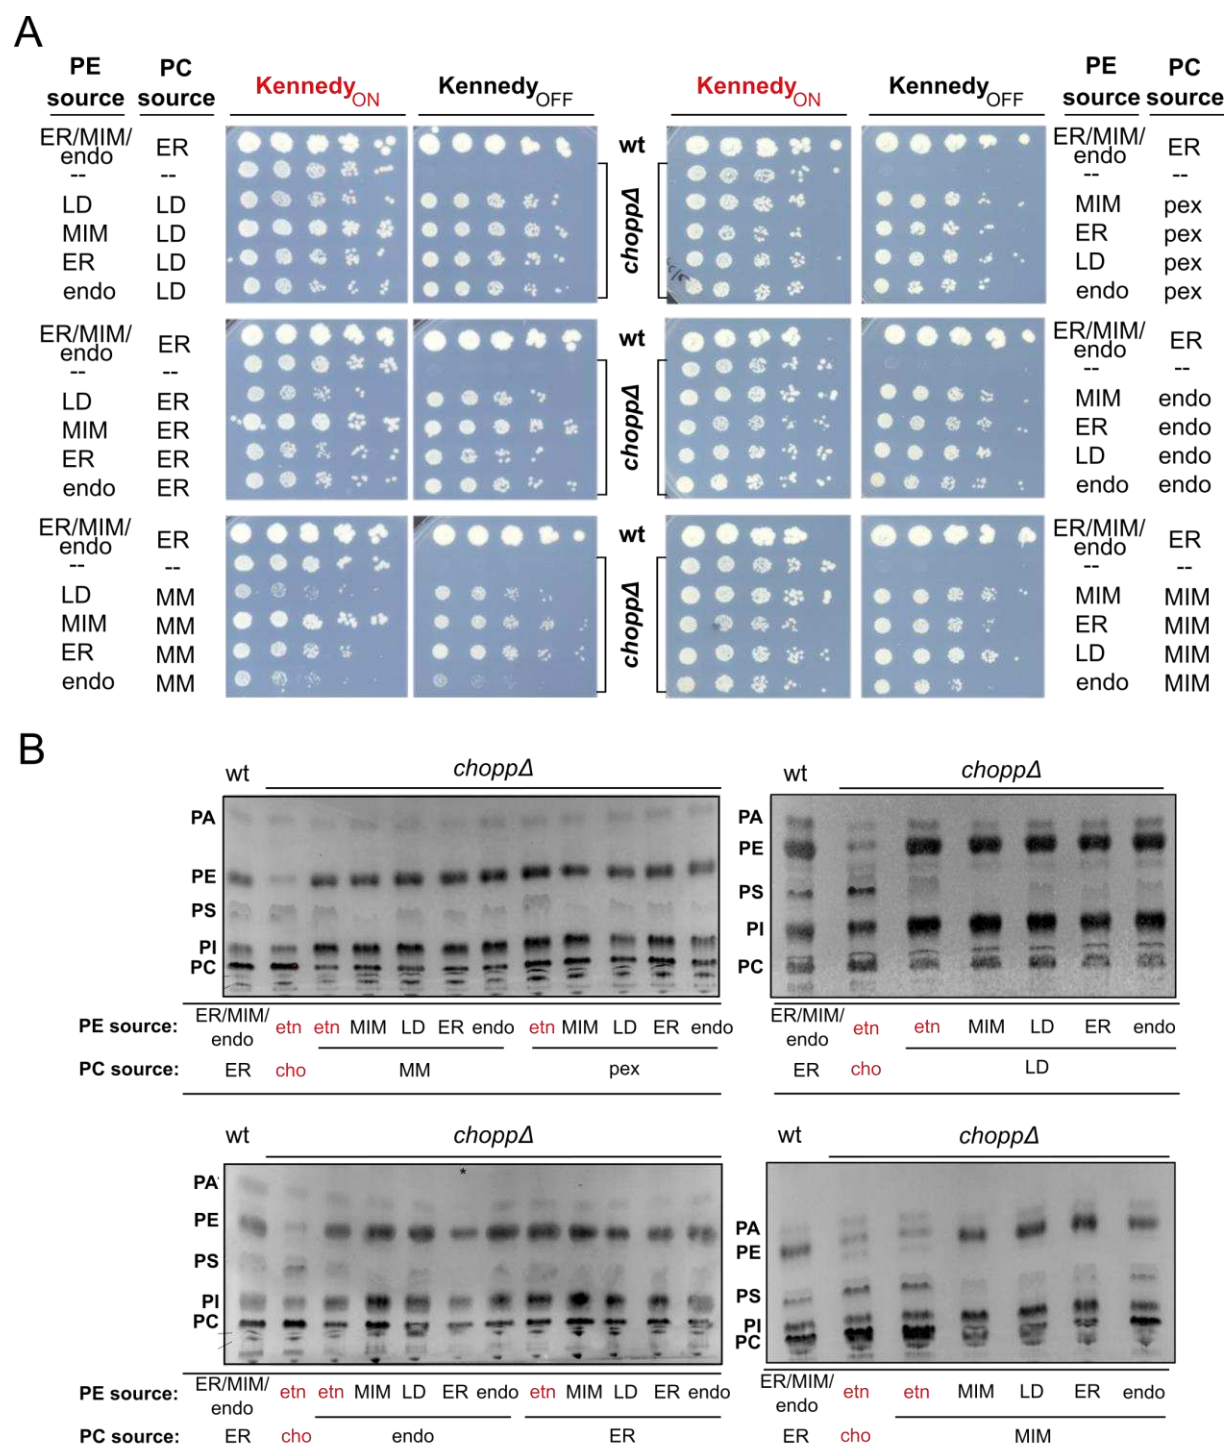 A
PE source PC source Kennedy ON Kennedy OFF Kennedy ON Kennedy OFF PE source PC source
ER/MIM/ endo ER wt ER/MIM/ endo ER
-- -- choppΔ -- --
LD LD MIM pex
MIM LD ER pex
ER LD LD pex
endo LD endo pex
ER/MIM/ endo ER wt ER/MIM/ endo ER
-- -- choppΔ -- --
LD ER MIM endo
MIM ER ER endo
ER ER LD endo
endo ER endo endo
ER/MIM/ endo ER wt ER/MIM/ endo ER
-- -- choppΔ -- --
LD MM MIM MIM
MIM MM ER MIM
ER MM LD MIM
endo MM endo MIM
B
wt choppΔ
PA
PE
PS
PI
PC
PE source: ER/MIM/ endo etn etn MIM LD ER endo etn MIM LD ER endo
PC source: ER cho MM pex
wt choppΔ
PA
PE
PS
PI
PC
ER/MIM/ endo etn etn MIM LD ER endo
ER cho LD
wt choppΔ
*
PA
PE
PS
PI
PC
PE source: ER/MIM/ endo etn etn MIM LD ER endo etn MIM LD ER endo
PC source: ER cho endo ER
wt choppΔ
PA
PE
PS
PI
PC
ER/MIM/ endo etn etn MIM LD ER endo
ER cho MIM